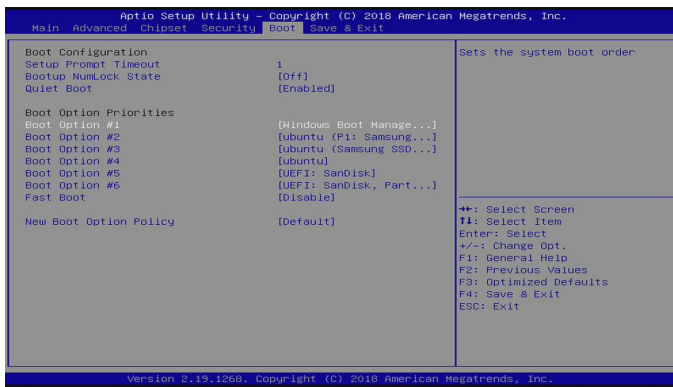 Aptio Setup Utility – Copyright (C) 2018 American Megatrends, Inc.
Main Advanced Chipset Security Boot Save & Exit
Boot Configuration
Setup Prompt Timeout 1
Bootup NumLock State [Off]
Quiet Boot [Enabled]
Boot Option Priorities
Boot Option #1 [Windows Boot Manage...]
Boot Option #2 [ubuntu (P1: Samsung...]
Boot Option #3 [ubuntu (Samsung SSD...]
Boot Option #4 [ubuntu]
Boot Option #5 [UEFI: SanDisk]
Boot Option #6 [UEFI: SanDisk, Part...]
Fast Boot [Disable]
New Boot Option Policy [Default]
Sets the system boot order
→←: Select Screen
↑↓: Select Item
Enter: Select
+/-: Change Opt.
F1: General Help
F2: Previous Values
F3: Optimized Defaults
F4: Save & Exit
ESC: Exit
Version 2.19.1268. Copyright (C) 2018 American Megatrends, Inc.